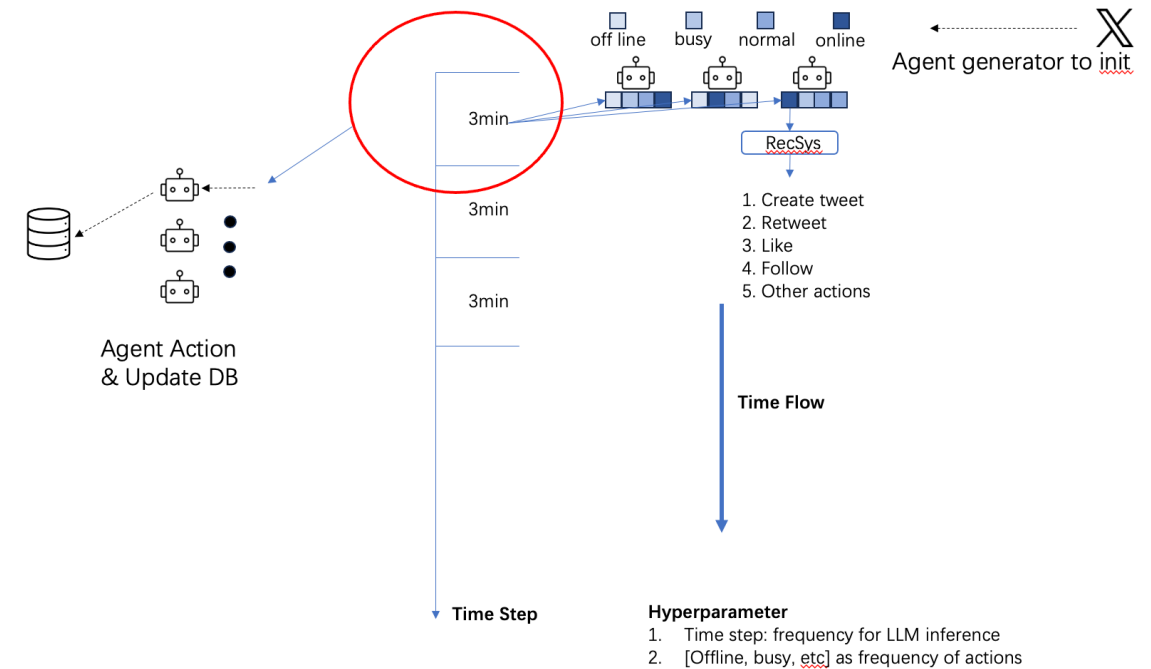 off line
busy
normal
online
Agent generator to init
3min
RecSys
1. Create tweet
2. Retweet
3. Like
4. Follow
5. Other actions
3min
3min
Agent Action
& Update DB
Time Flow
Time Step
Hyperparameter
1. Time step: frequency for LLM inference
2. [Offline, busy, etc] as frequency of actions